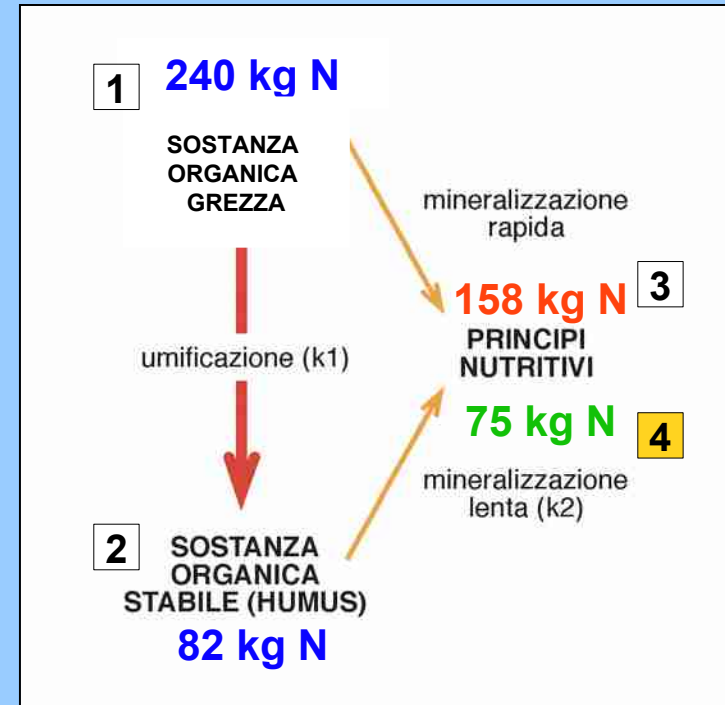 1
240 kg N
SOSTANZA
ORGANICA
GREZZA
mineralizzazione
rapida
158 kg N
3
PRINCIPI
NUTRITIVI
umificazione (k1)
75 kg N
4
mineralizzazione
lenta (k2)
2
SOSTANZA
ORGANICA
STABILE (HUMUS)
82 kg N